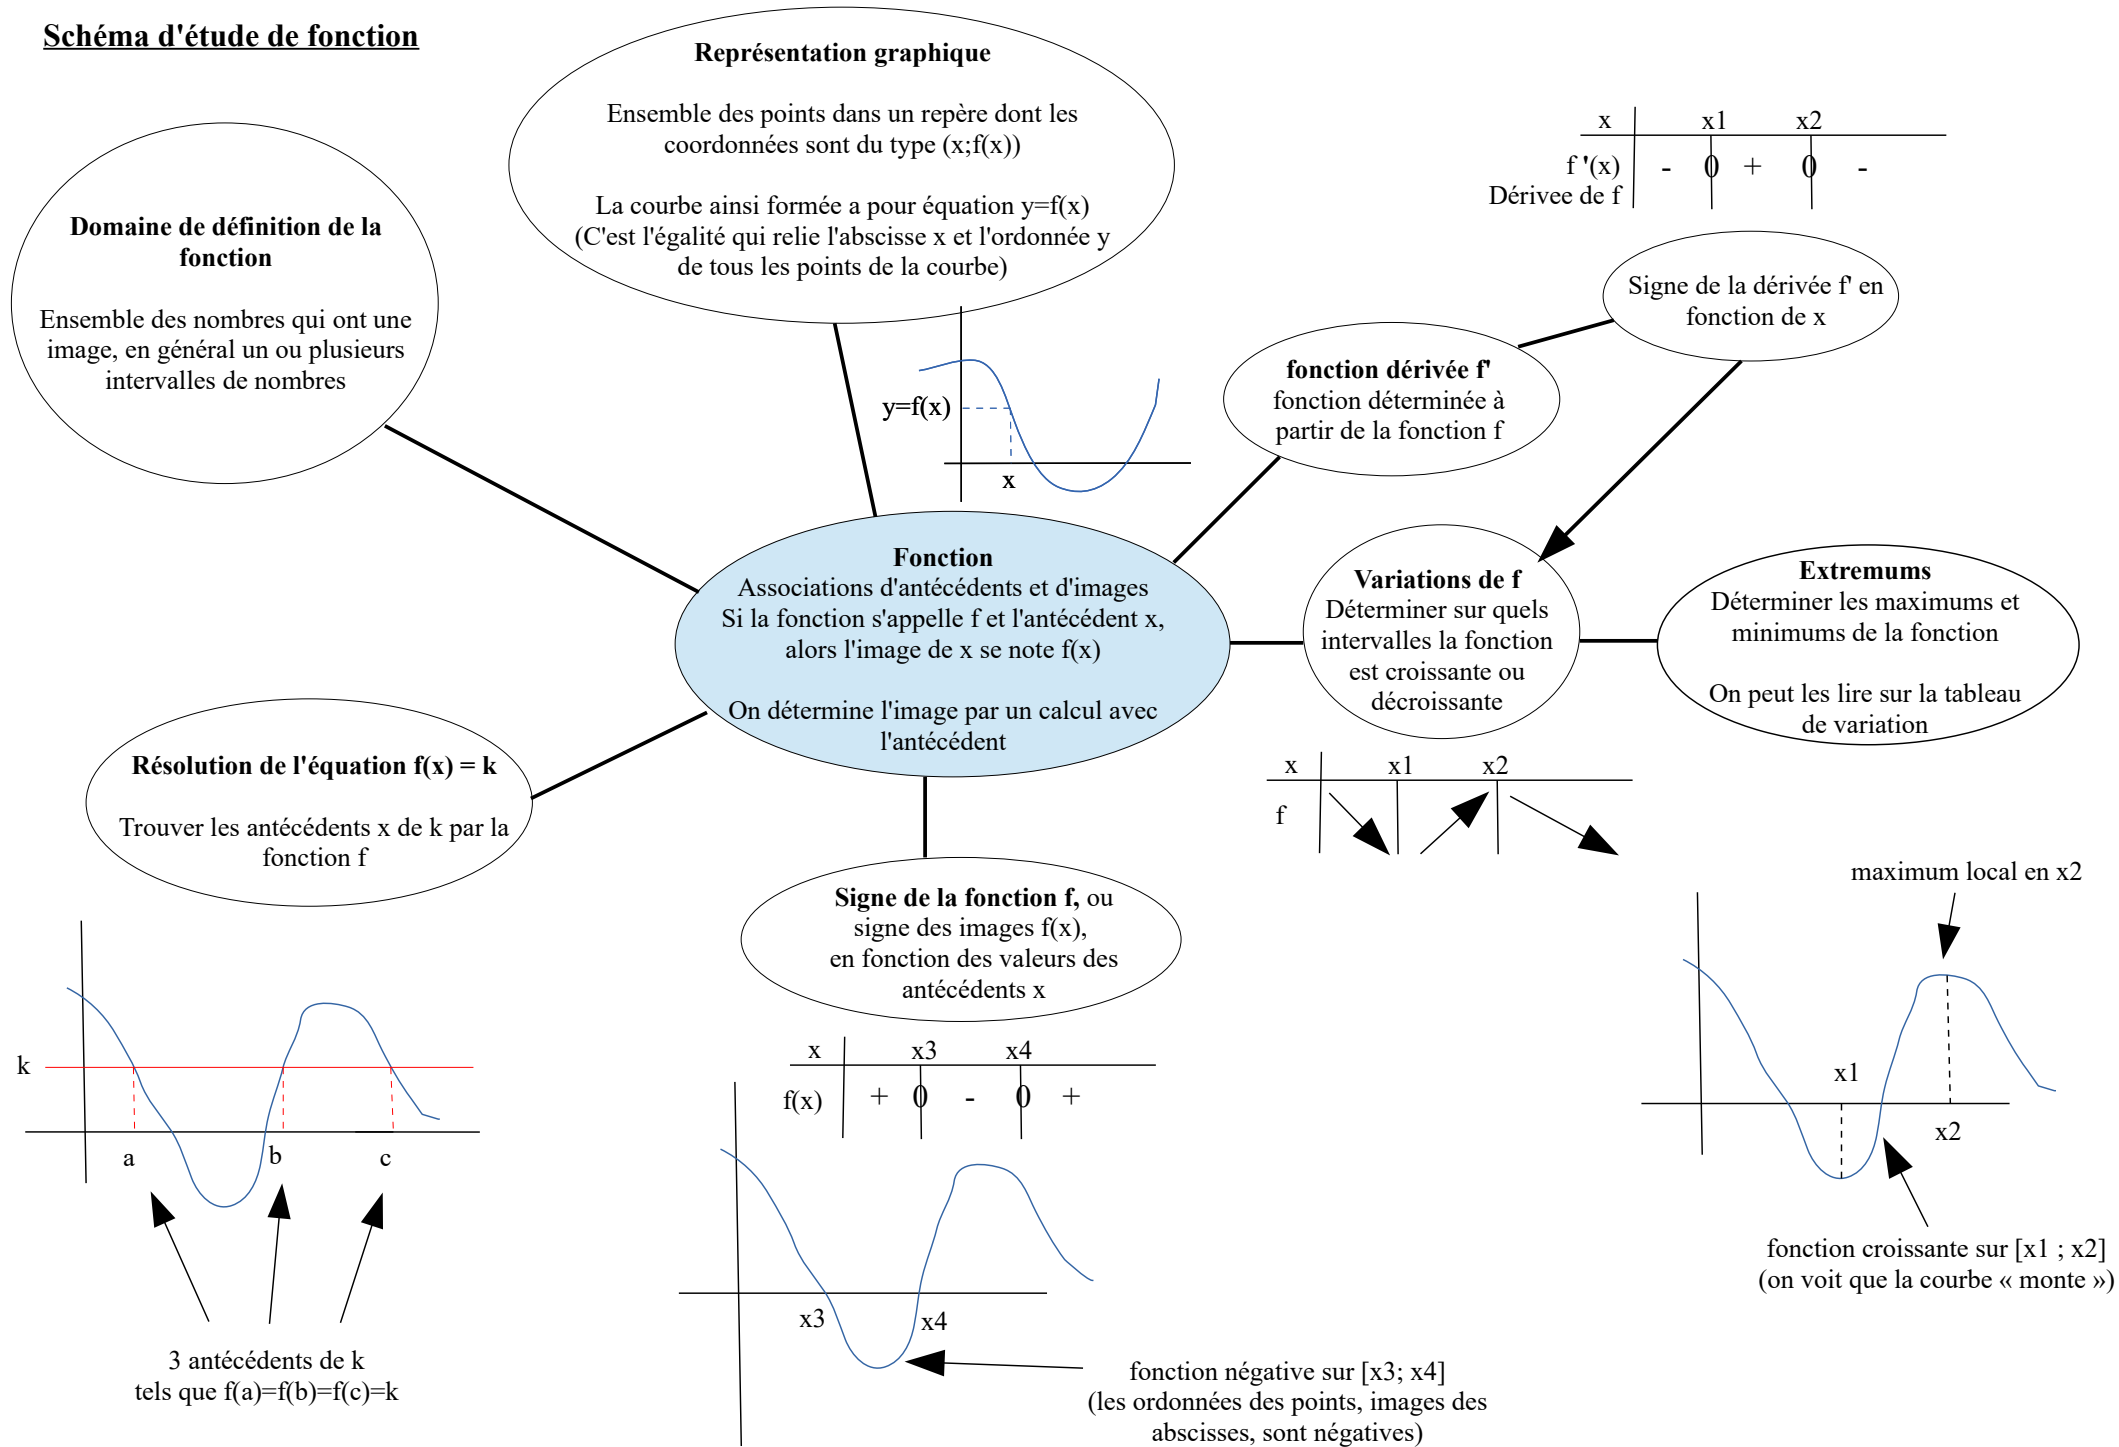 Schéma d'étude de fonction
Représentation graphique
Ensemble des points dans un repère dont les
coordonnées sont du type (x;f(x))
La courbe ainsi formée a pour équation y=f(x)
(C'est l'égalité qui relie l'abscisse x et l'ordonnée y
de tous les points de la courbe)
Domaine de définition de la
fonction
Ensemble des nombres qui ont une
image, en général un ou plusieurs
intervalles de nombres
x x1 x2
f '(x) - 0 + 0 -
Dérivee de f
Signe de la dérivée f' en
fonction de x
fonction dérivée f'
fonction déterminée à
partir de la fonction f
y=f(x)
x
Fonction
Associations d'antécédents et d'images
Si la fonction s'appelle f et l'antécédent x,
alors l'image de x se note f(x)
On détermine l'image par un calcul avec
l'antécédent
Variations de f
Déterminer sur quels
intervalles la fonction
est croissante ou
décroissante
Extremums
Déterminer les maximums et
minimums de la fonction
On peut les lire sur la tableau
de variation
x x1 x2
f
Résolution de l'équation f(x) = k
Trouver les antécédents x de k par la
fonction f
Signe de la fonction f, ou
signe des images f(x),
en fonction des valeurs des
antécédents x
maximum local en x2
x1
x2
fonction croissante sur [x1 ; x2]
(on voit que la courbe « monte »)
k
a b c
3 antécédents de k
tels que f(a)=f(b)=f(c)=k
x x3 x4
f(x) + 0 - 0 +
x3 x4
fonction négative sur [x3; x4]
(les ordonnées des points, images des
abscisses, sont négatives)